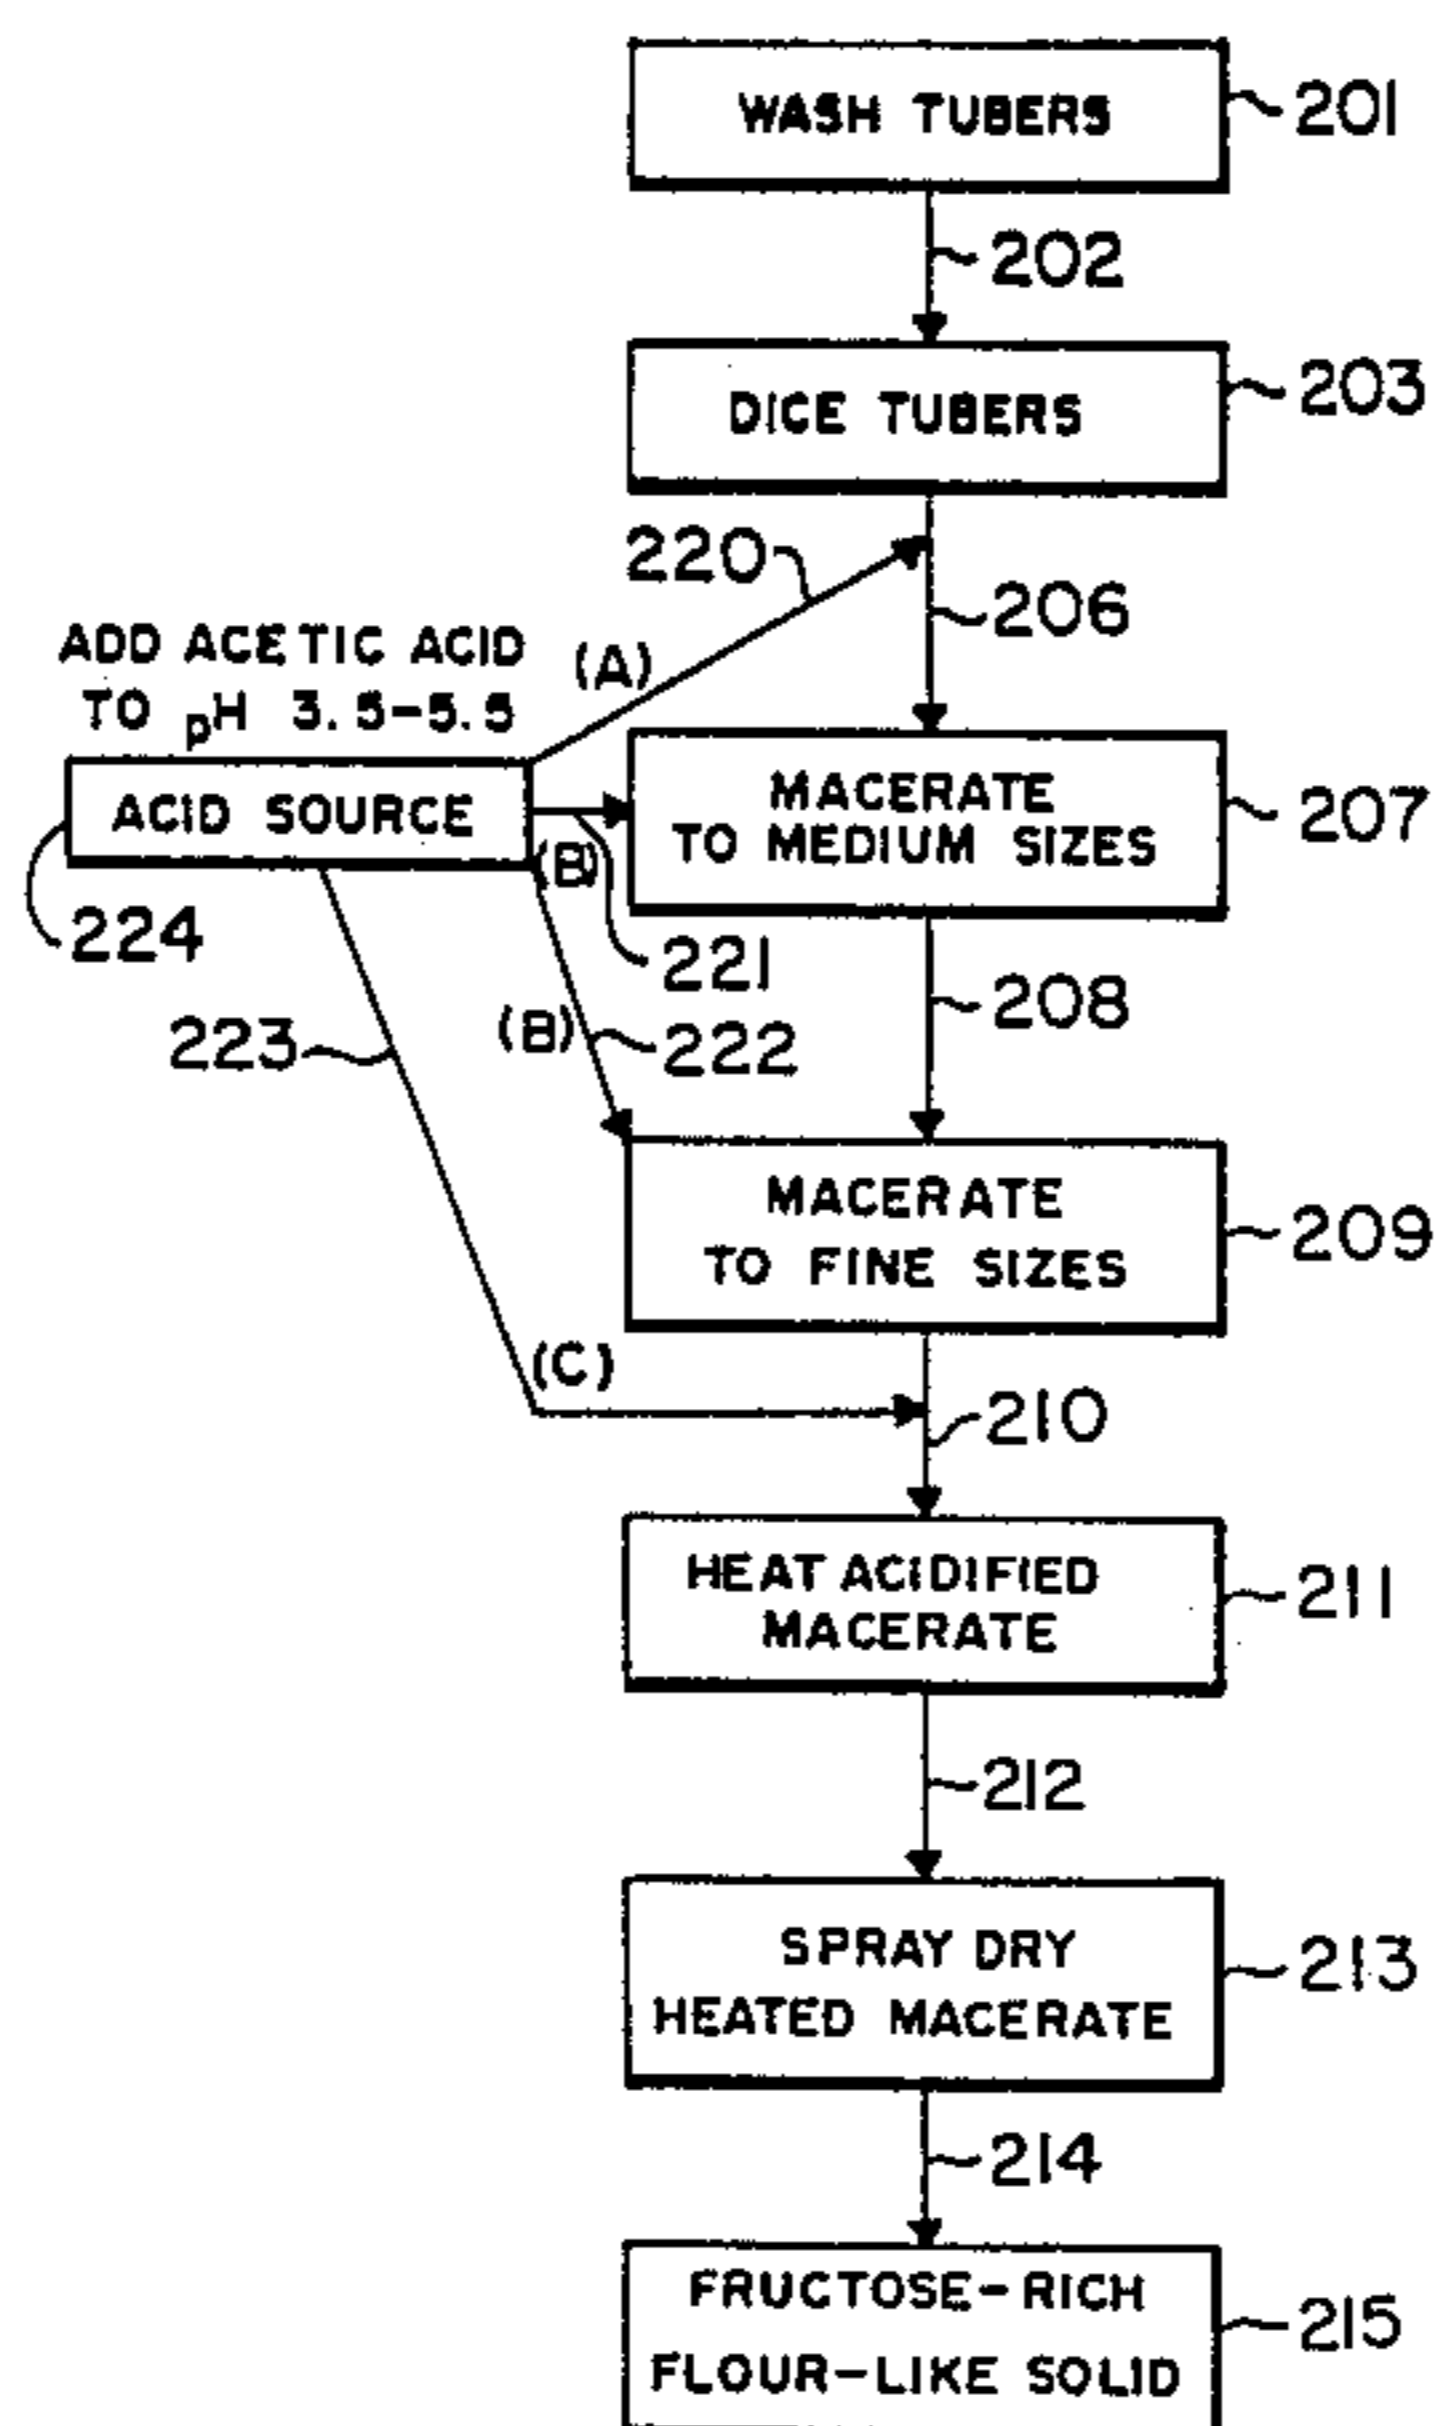 WASH TUBERS
201
202
DICE TUBERS
203
220
206
(A)
ADD ACETIC ACID
TO pH 3.5-5.5
ACID SOURCE
224
MACERATE
TO MEDIUM SIZES
207
(B)
221
208
(B)
222
223
MACERATE
TO FINE SIZES
209
(C)
210
HEAT ACIDIFIED
MACERATE
211
212
SPRAY DRY
HEATED MACERATE
213
214
FRUCTOSE-RICH
FLOUR-LIKE SOLID
215